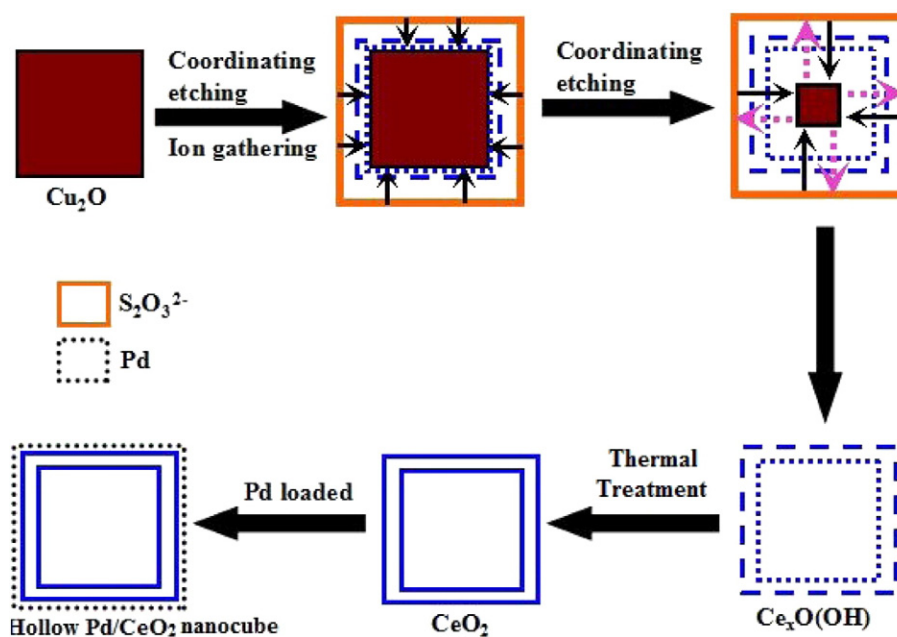 Coordinating
etching
Ion gathering
Coordinating
etching
Cu₂O
S₂O₃²⁻
Pd
Thermal
Treatment
Pd loaded
Hollow Pd/CeO₂ nanocube
CeO₂
CeₓO(OH)